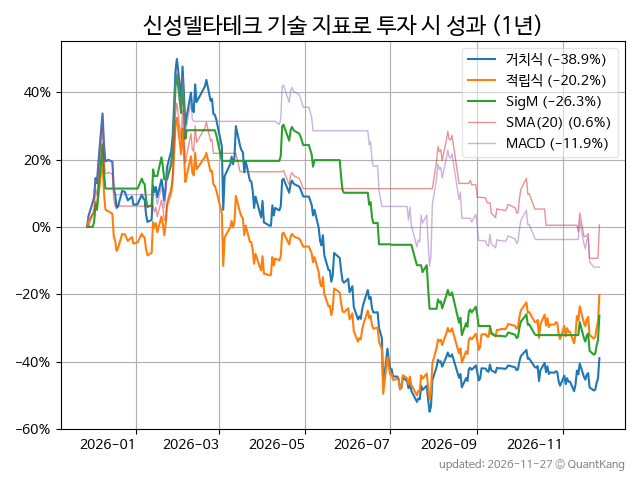 신성델타테크 기술 지표로 투자 시 성과 (1년)
거치식 (−38.9%)
적립식 (−20.2%)
SigM (−26.3%)
SMA(20) (0.6%)
MACD (−11.9%)
40%
20%
0%
−20%
−40%
−60%
2026-01 2026-03 2026-05 2026-07 2026-09 2026-11
updated: 2026-11-27 © QuantKang